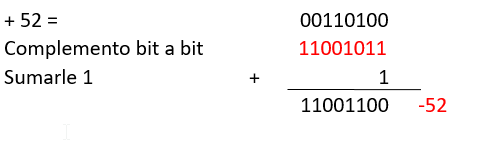 + 52 = 00110100
Complemento bit a bit 11001011
Sumarle 1 + 1
11001100 -52